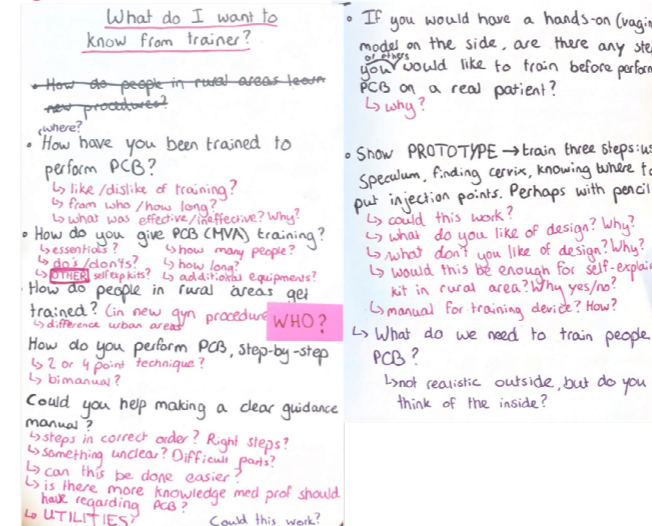 What do I want to
know from trainer?
• How do people in rural areas learn
new procedures?
where?
• How have you been trained to
perform PCB?
↳ like/dislike of training?
↳ from who/how long?
↳ what was effective/ineffective? Why?
• How do you give PCB (MVA) training?
↳ essentials? ↳ how many people?
↳ do's/don'ts? ↳ how long?
↳ OTHER kits? ↳ additional equipments?
• How do people in rural areas get
trained? (in new gyn procedure
↳ difference urban areas
WHO?
How do you perform PCB, step-by-step
↳ 2 or 4 point technique?
↳ bimanual?
Could you help making a clear guidance
manual?
↳ steps in correct order? Right steps?
↳ something unclear? Difficult parts?
↳ can this be done easier?
↳ is there more knowledge med prof should
have regarding PCB?
↳ UTILITIES!
Could this work?
• If you would have a hands-on (vagin
model on the side, are there any ste
or others
you would like to train before perform
PCB on a real patient?
↳ why?
• Show PROTOTYPE → train three steps: us
Speculum, finding cervix, knowing where to
put injection points. Perhaps with pencil
↳ could this work?
↳ what do you like of design? Why?
↳ what don't you like of design? Why?
↳ would this be enough for self-explai
kit in rural area? Why yes/no?
↳ manual for training device? How?
↳ What do we need to train people
PCB?
↳ not realistic outside, but do you
think of the inside?